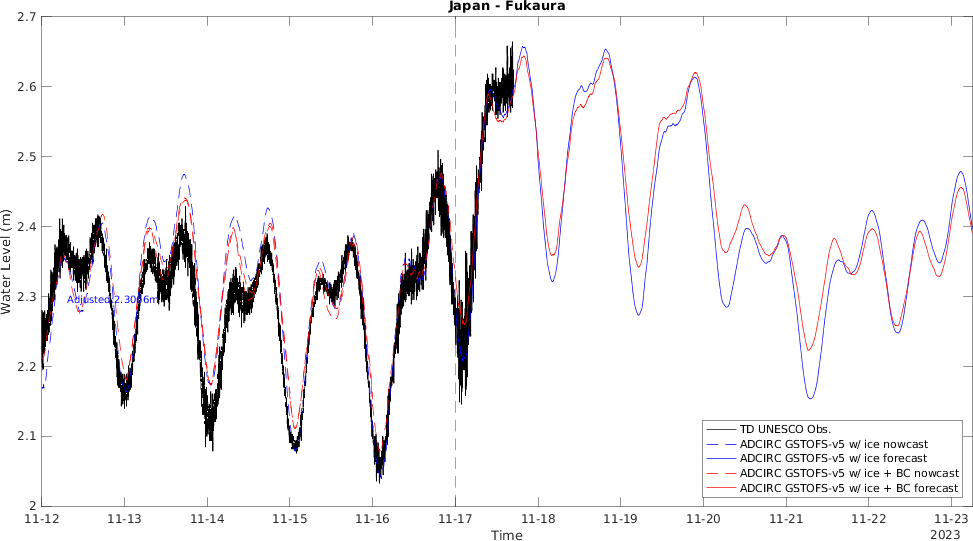 Japan - Fukaura
2.7
2.6
2.5
2.4
2.3
2.2
2.1
2
Water Level (m)
Adjusted:2.3006m
TD UNESCO Obs.
ADCIRC GSTOFS-v5 w/ ice nowcast
ADCIRC GSTOFS-v5 w/ ice forecast
ADCIRC GSTOFS-v5 w/ ice + BC nowcast
ADCIRC GSTOFS-v5 w/ ice + BC forecast
11-12 11-13 11-14 11-15 11-16 11-17 11-18 11-19 11-20 11-21 11-22 11-23
Time
2023